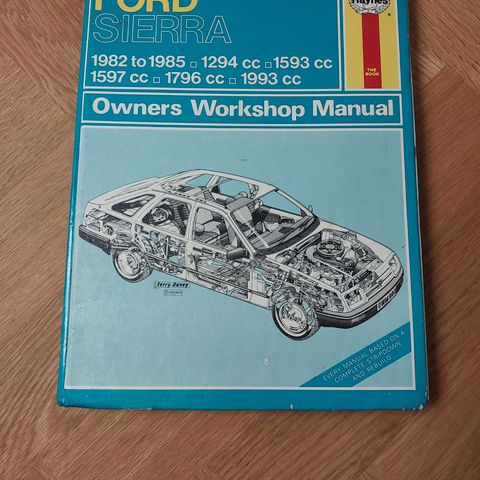 FORD
SIERRA
Haynes
THE
BOOK
1982 to 1985 □ 1294 cc □ 1593 cc
1597 cc □ 1796 cc □ 1993 cc
Owners Workshop Manual
Terry Davey
EVERY MANUAL BASED ON A
COMPLETE STRIPDOWN
AND REBUILD